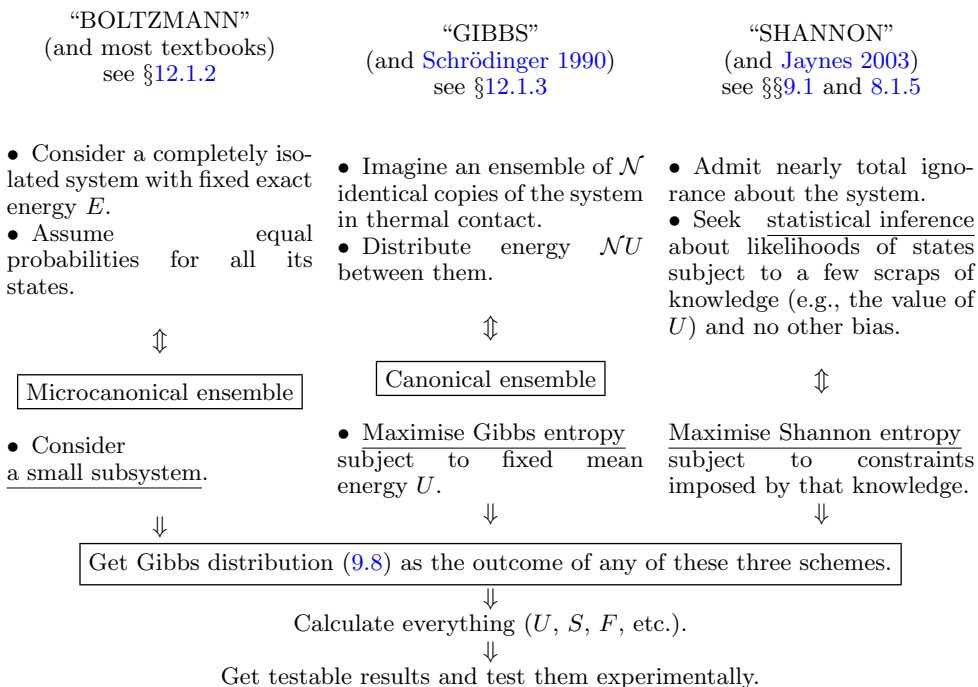 “BOLTZMANN”
(and most textbooks)
see §12.1.2
• Consider a completely iso-
lated system with fixed exact
energy E.
• Assume equal
probabilities for all its
states.
⇕
Microcanonical ensemble
• Consider
a small subsystem.
⇓
“GIBBS”
(and Schrödinger 1990)
see §12.1.3
• Imagine an ensemble of 𝒩
identical copies of the system
in thermal contact.
• Distribute energy 𝒩U
between them.
⇕
Canonical ensemble
• Maximise Gibbs entropy
subject to fixed mean
energy U.
⇓
“SHANNON”
(and Jaynes 2003)
see §§9.1 and 8.1.5
• Admit nearly total igno-
rance about the system.
• Seek statistical inference
about likelihoods of states
subject to a few scraps of
knowledge (e.g., the value of
U) and no other bias.
⇕
Maximise Shannon entropy
subject to constraints
imposed by that knowledge.
⇓
Get Gibbs distribution (9.8) as the outcome of any of these three schemes.
⇓
Calculate everything (U, S, F, etc.).
⇓
Get testable results and test them experimentally.